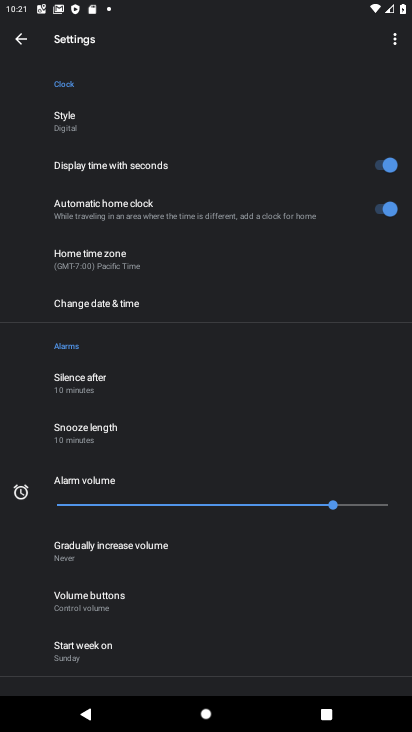 10:21
Settings
Clock
Style
Digital
Display time with seconds
Automatic home clock
While traveling in an area where the time is different, add a clock for home
Home time zone
(GMT-7:00) Pacific Time
Change date & time
Alarms
Silence after
10 minutes
Snooze length
10 minutes
Alarm volume
Gradually increase volume
Never
Volume buttons
Control volume
Start week on
Sunday